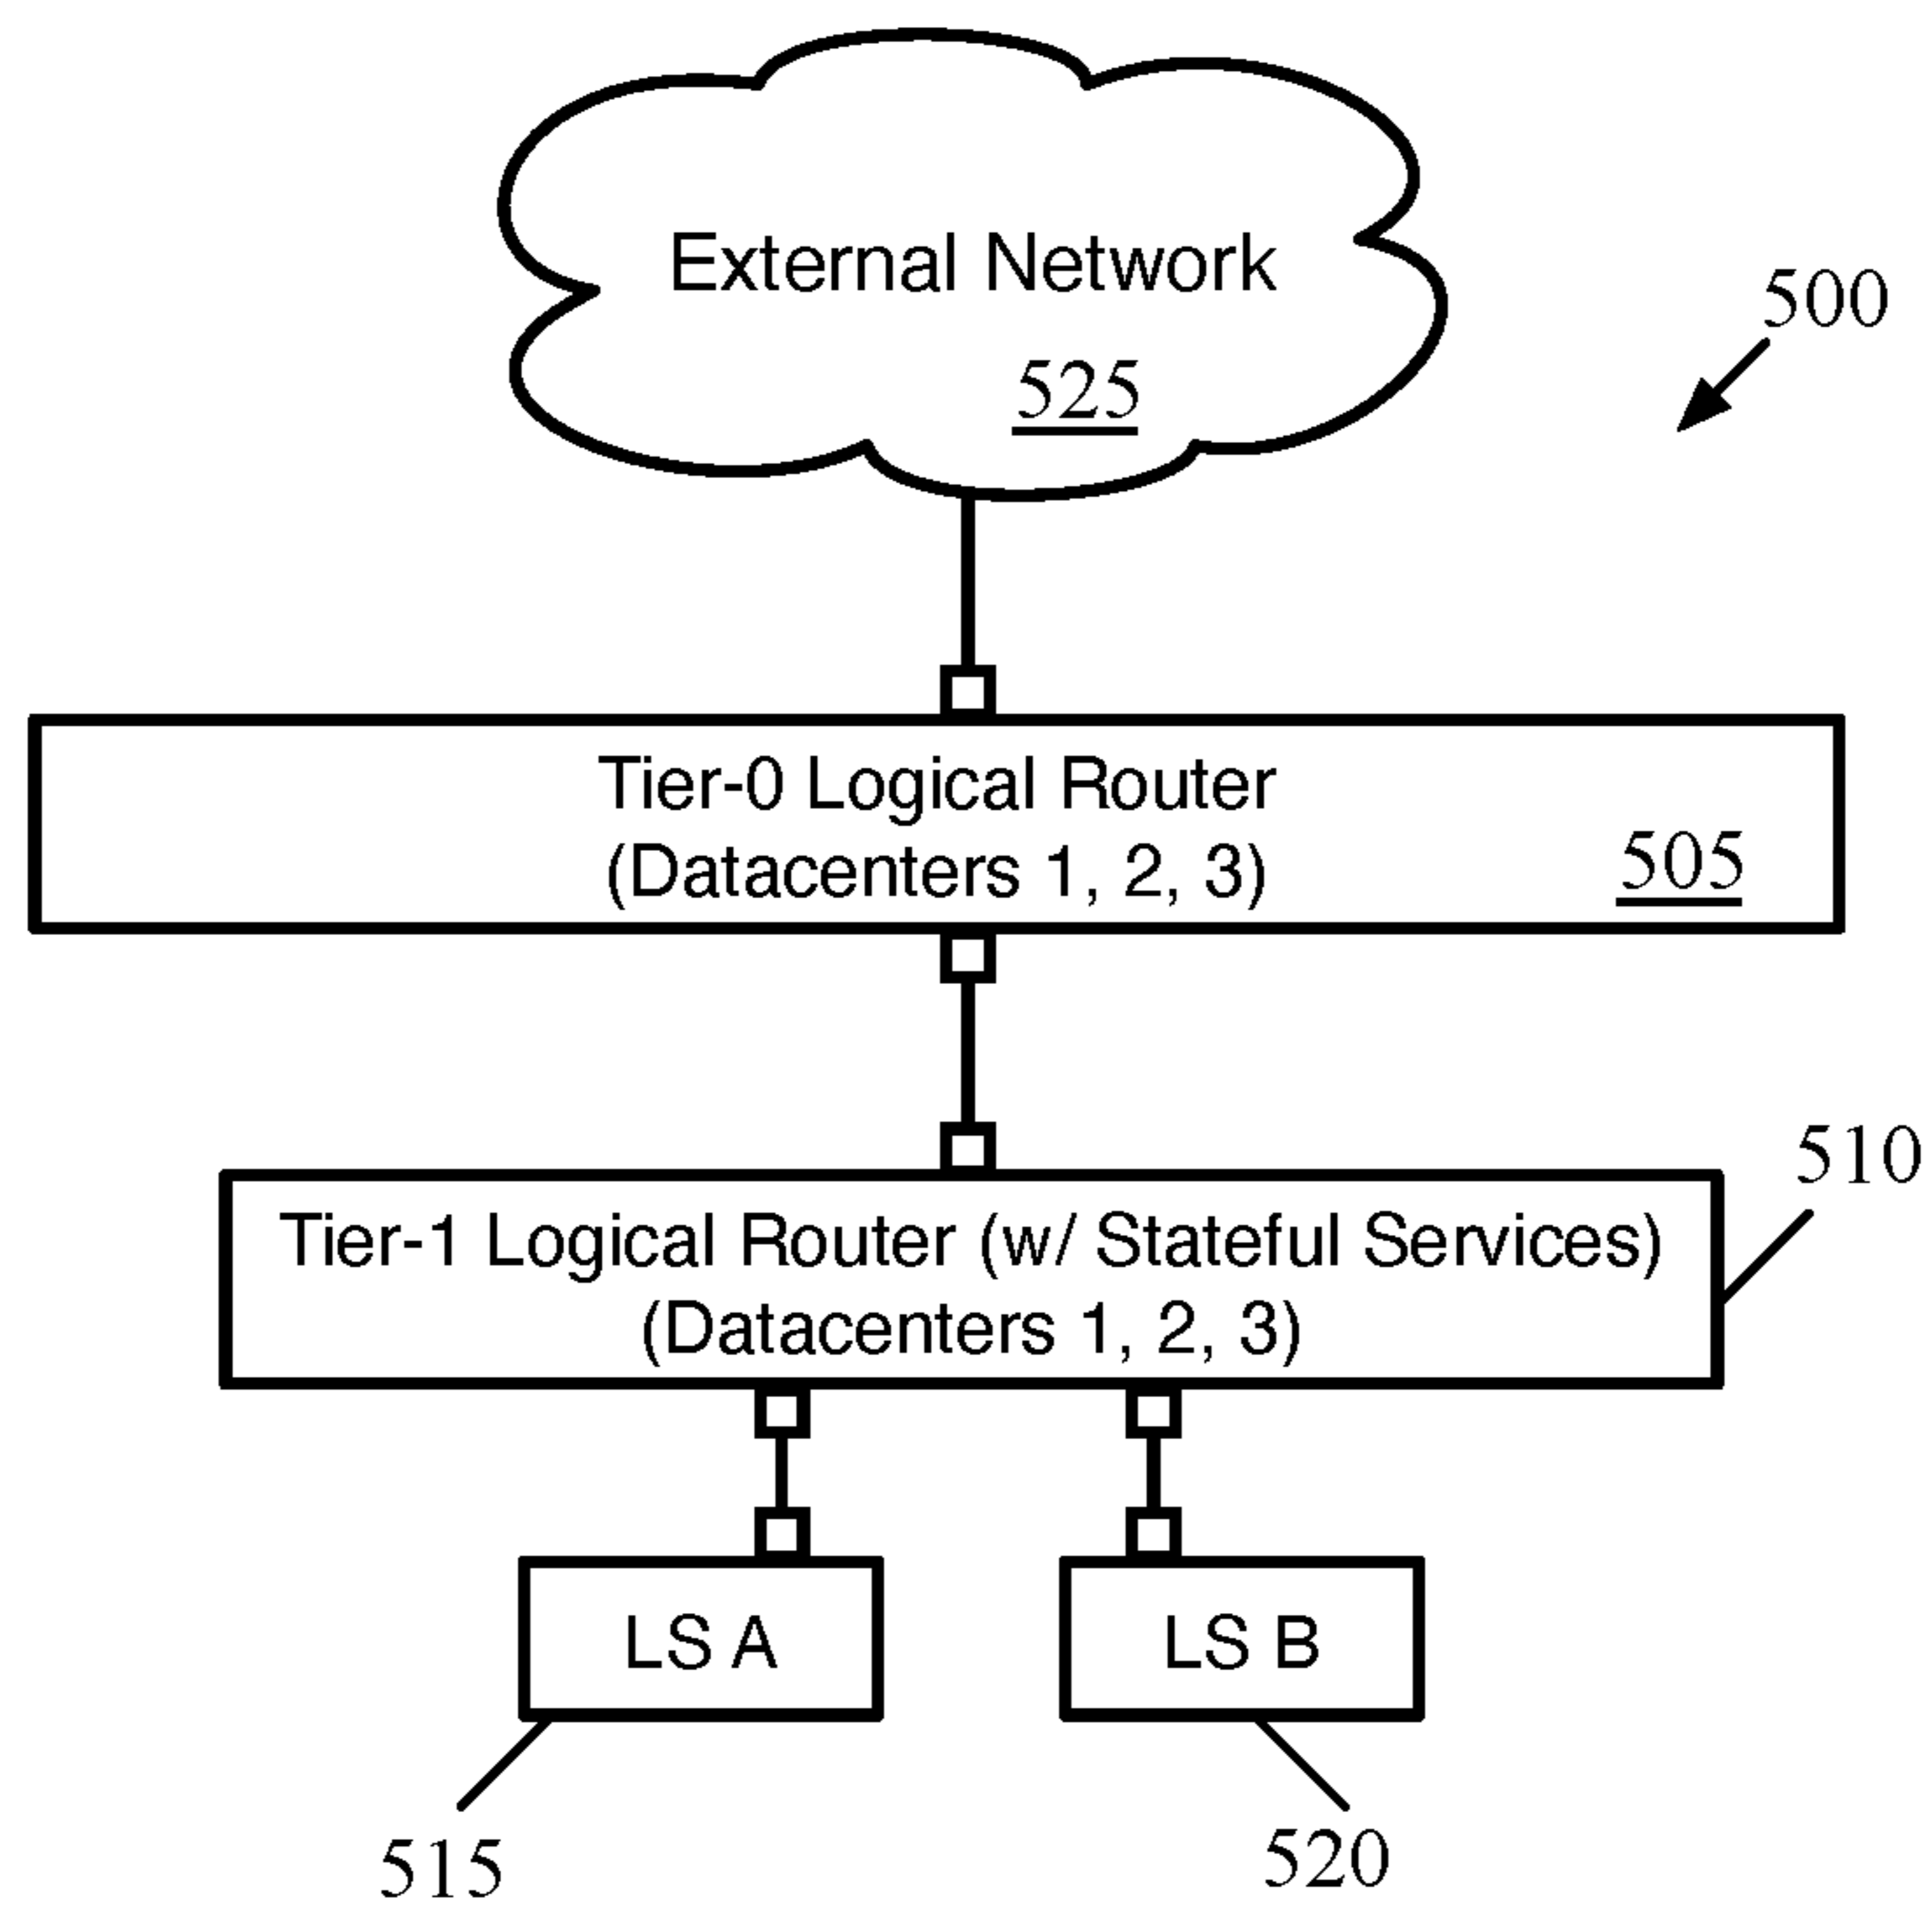 External Network
525
500
Tier-0 Logical Router
(Datacenters 1, 2, 3)
505
510
Tier-1 Logical Router (w/ Stateful Services)
(Datacenters 1, 2, 3)
LS A
LS B
515
520